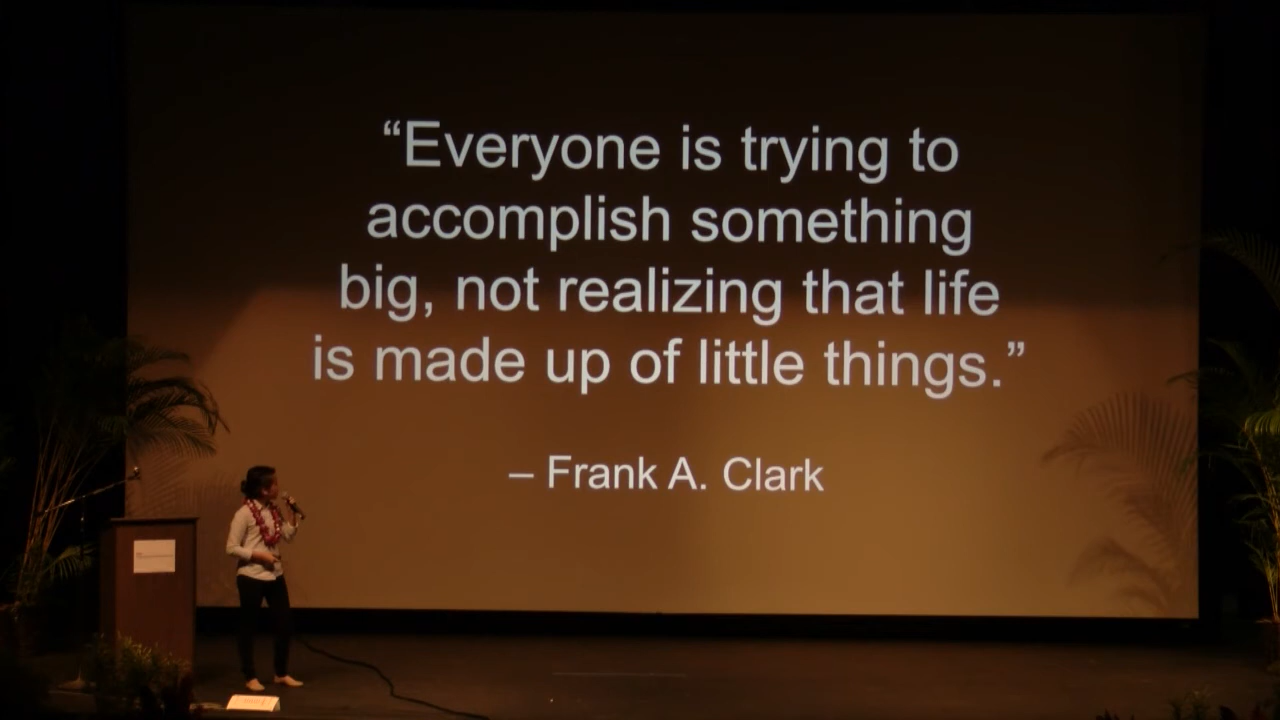 “Everyone is trying to
accomplish something
big, not realizing that life
is made up of little things.”
– Frank A. Clark